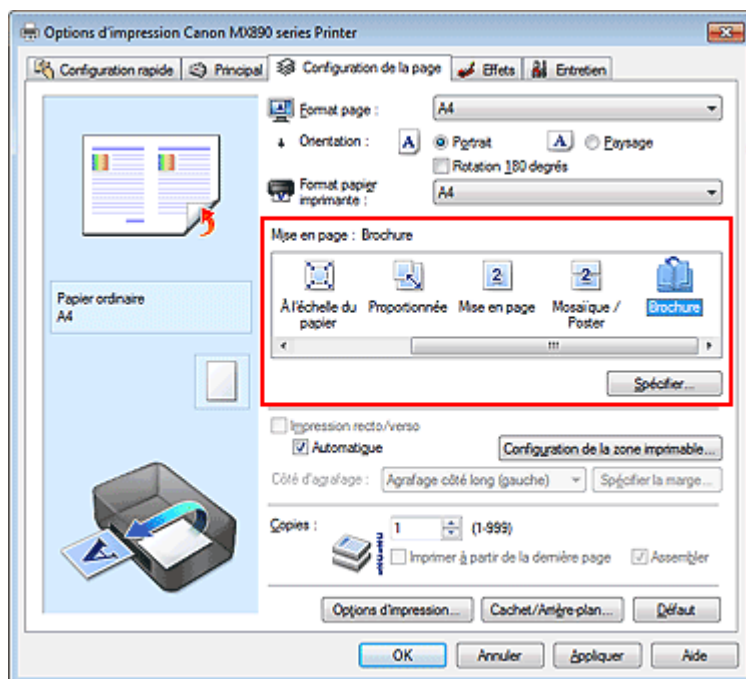 Options d'impression Canon MX890 series Printer
Configuration rapide Principal Configuration de la page Effets Entretien
Format page : A4
Orientation : A Portrait A Paysage
Rotation 180 degrés
Format papier imprimante : A4
Mise en page : Brochure
À l'échelle du papier Proportionnée Mise en page Mosaïque / Poster Brochure
Spécifier...
Papier ordinaire
A4
Impression recto/verso
Automatique Configuration de la zone imprimable...
Côté d'agrafage : Agrafage côté long (gauche) Spécifier la marge...
Copies : 1 (1-999)
Imprimer à partir de la dernière page Assembler
Options d'impression... Cachet/Arrière-plan... Défaut
OK Annuler Appliquer Aide